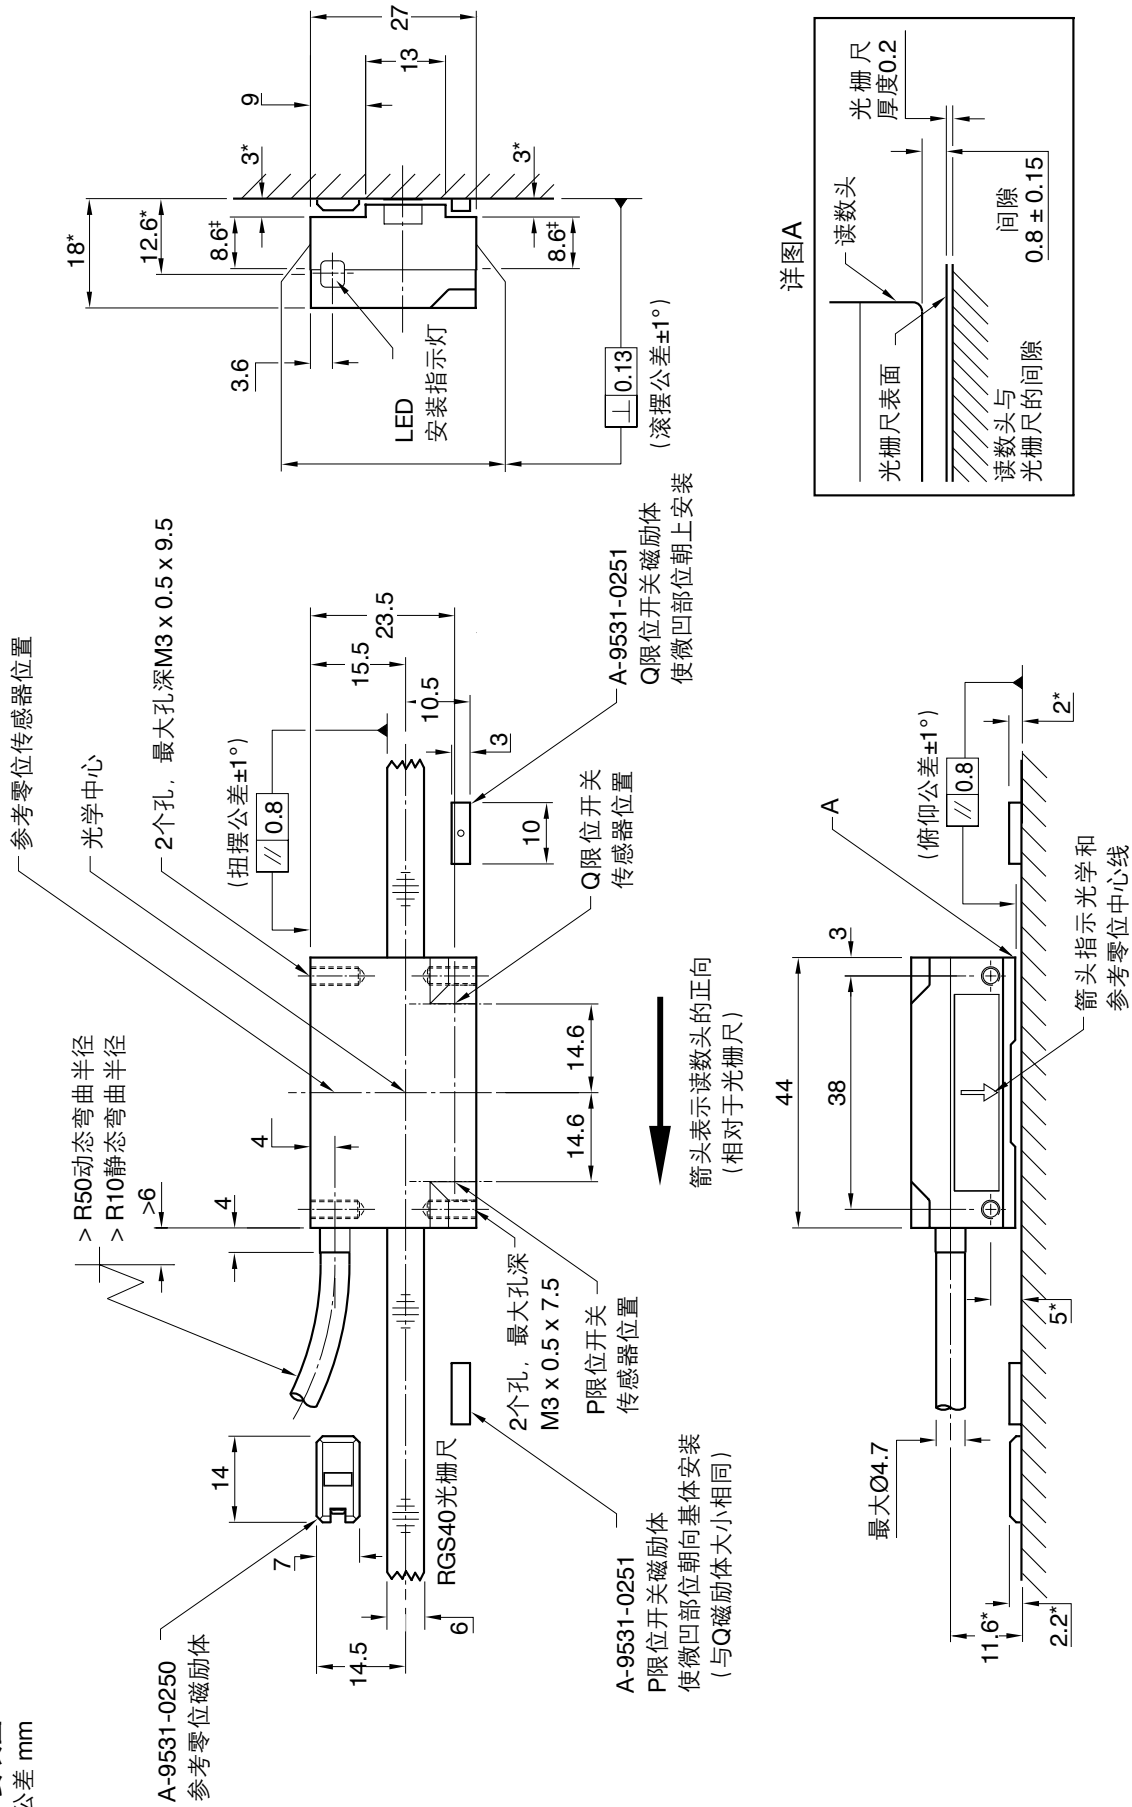 公差 mm
A-9531-0250
参考零位磁励体
14.5
7
14
6
RGS40光栅尺
A-9531-0251
P限位开关磁励体
使微凹部位朝向基体安装
(与Q磁励体大小相同)
> R50动态弯曲半径
> R10静态弯曲半径
>6
4
4
2个孔，最大孔深
M3 x 0.5 x 7.5
P限位开关
传感器位置
参考零位传感器位置
光学中心
2个孔，最大孔深M3 x 0.5 x 9.5
(扭摆公差±1°)
// 0.8
14.6
14.6
箭头表示读数头的正向
(相对于光栅尺)
Q限位开关
传感器位置
10
3
10.5
15.5
23.5
A-9531-0251
Q限位开关磁励体
使微凹部位朝上安装
18*
12.6*
8.6‡
3*
9
13
27
3*
8.6‡
3.6
LED
安装指示灯
⊥ 0.13
(滚摆公差±1°)
最大Ø4.7
11.6*
2.2*
5*
44
38
3
A
(俯仰公差±1°)
// 0.8
2*
箭头指示光学和
参考零位中心线
详图A
读数头
光栅尺表面
读数头与
光栅尺的间隙
光栅尺
厚度0.2
间隙
0.8 ± 0.15